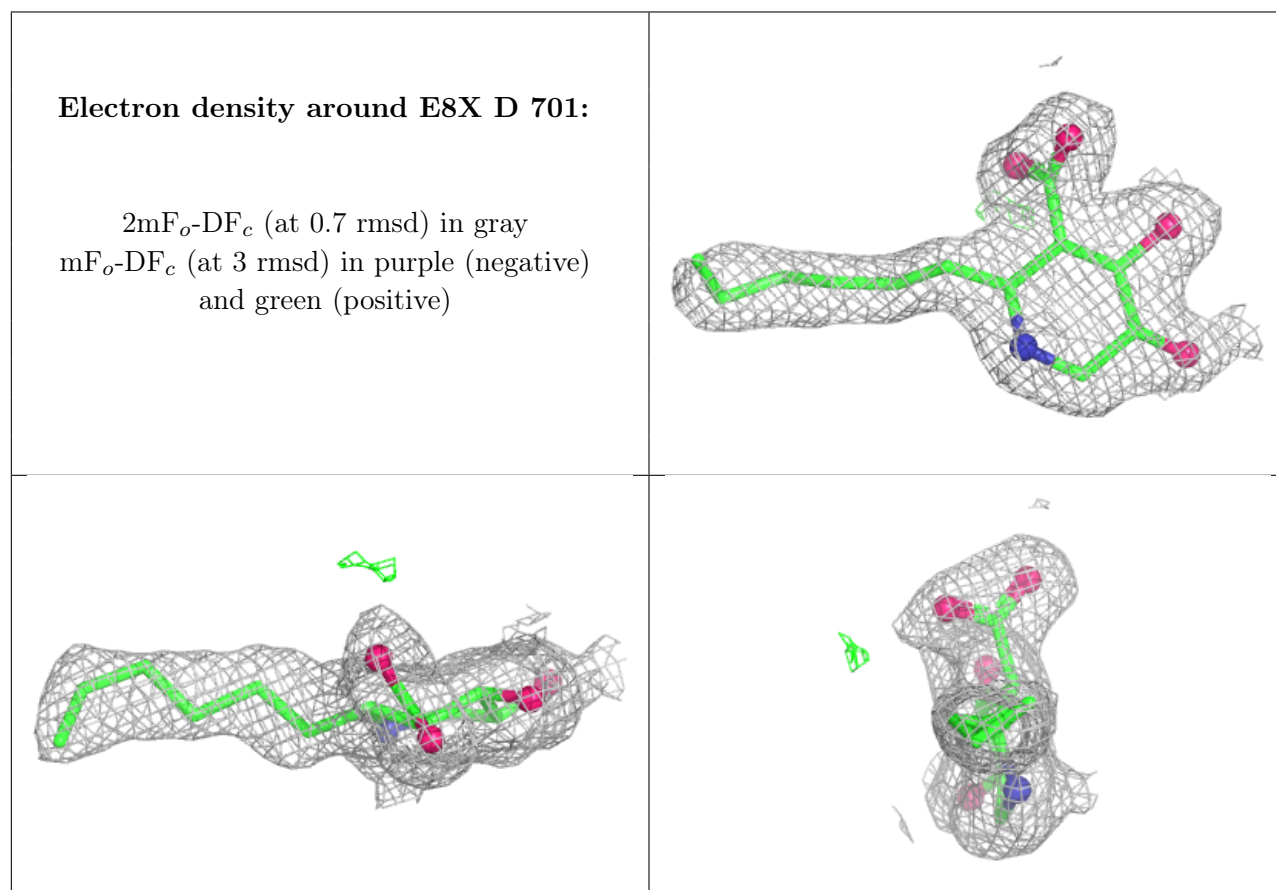 Electron density around E8X D 701:
2mFo-DFc (at 0.7 rmsd) in gray
mFo-DFc (at 3 rmsd) in purple (negative)
and green (positive)